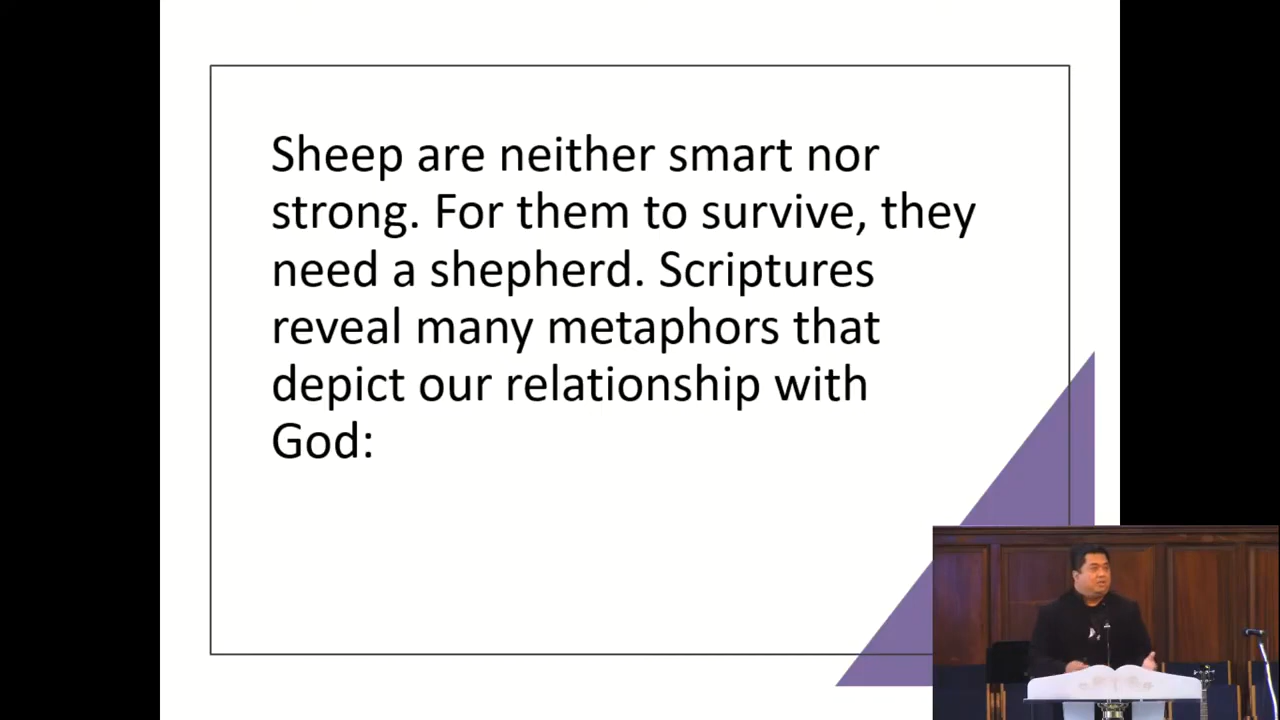 Sheep are neither smart nor
strong. For them to survive, they
need a shepherd. Scriptures
reveal many metaphors that
depict our relationship with
God: